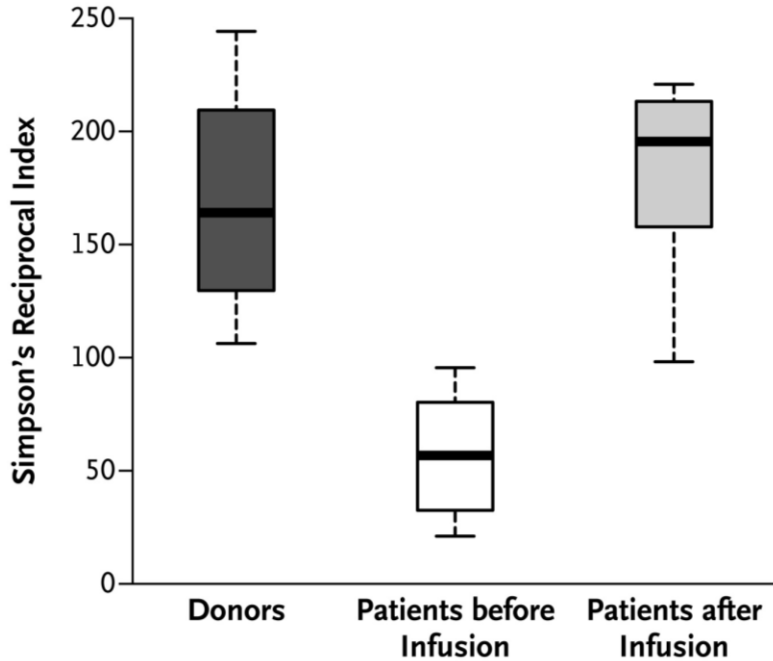 Simpson's Reciprocal Index
250
200
150
100
50
0
Donors
Patients before
Infusion
Patients after
Infusion